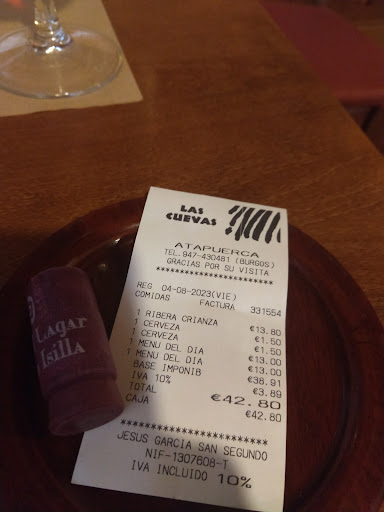 LAS
CUEVAS
ATAPUERCA
TEL.947-430481 (BURGOS)
GRACIAS POR SU VISITA
*************************
REG 04-08-2023(VIE)
COMIDAS FACTURA 331554
1 RIBERA CRIANZA €13.80
1 CERVEZA €1.50
1 CERVEZA €1.50
1 MENU DEL DIA €13.00
1 MENU DEL DIA €13.00
BASE IMPONIB €38.91
IVA 10% €3.89
TOTAL €42.80
CAJA €42.80
*************************
JESUS GARCIA SAN SEGUNDO
NIF-1307608-T
IVA INCLUIDO 10%
Lagar
Isilla